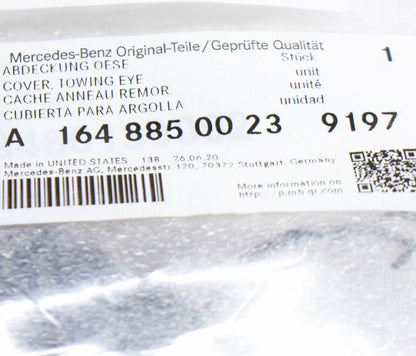 Mercedes-Benz Original-Teile/Geprüfte Qualität
ABDECKUNG OESE Stück 1
COVER, TOWING EYE unit
CACHE ANNEAU REMOR. unité
CUBIERTA PARA ARGOLLA unidad
A 164 885 00 23 9197
Made in UNITED STATES 138 26.06.20
Mercedes-Benz AG, Mercedesstr.120, 70372 Stuttgart, Germany
More information on
http://p.mb-qr.com/